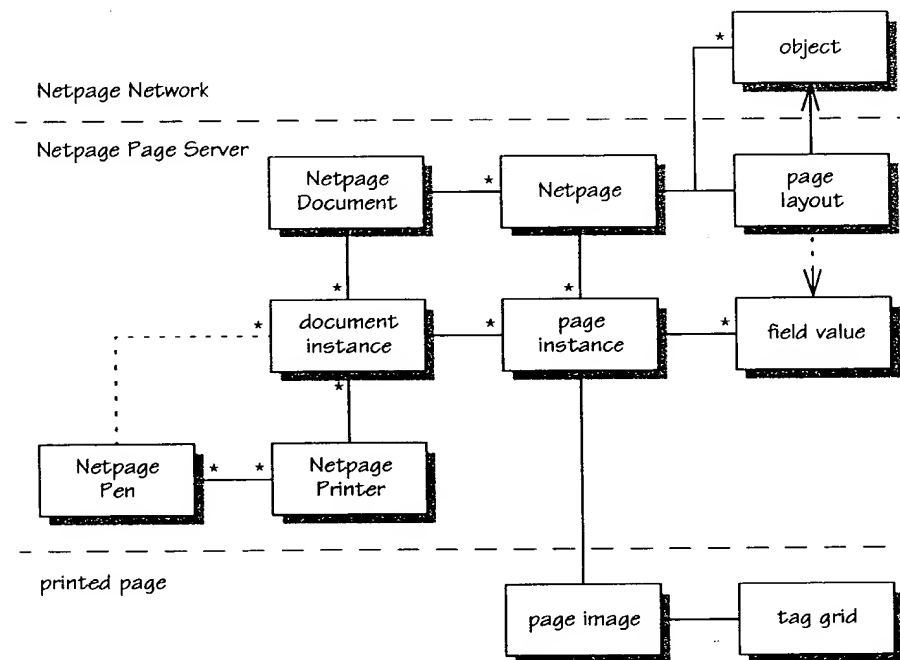 object
*
Netpage Network
Netpage Page Server
Netpage
Document
*
Netpage
page
layout
*
*
*
document
instance
*
page
instance
*
field value
*
Netpage
Pen
*
*
Netpage
Printer
printed page
page image
tag grid